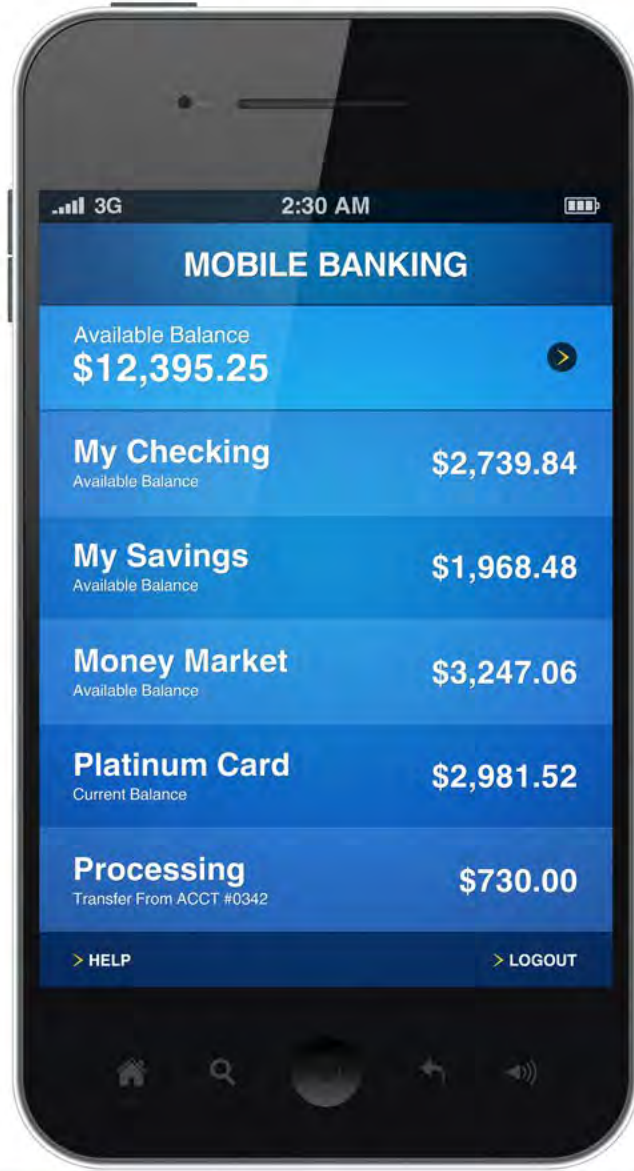 3G 2:30 AM
MOBILE BANKING
Available Balance
$12,395.25
My Checking
Available Balance
$2,739.84
My Savings
Available Balance
$1,968.48
Money Market
Available Balance
$3,247.06
Platinum Card
Current Balance
$2,981.52
Processing
Transfer From ACCT #0342
$730.00
> HELP
> LOGOUT